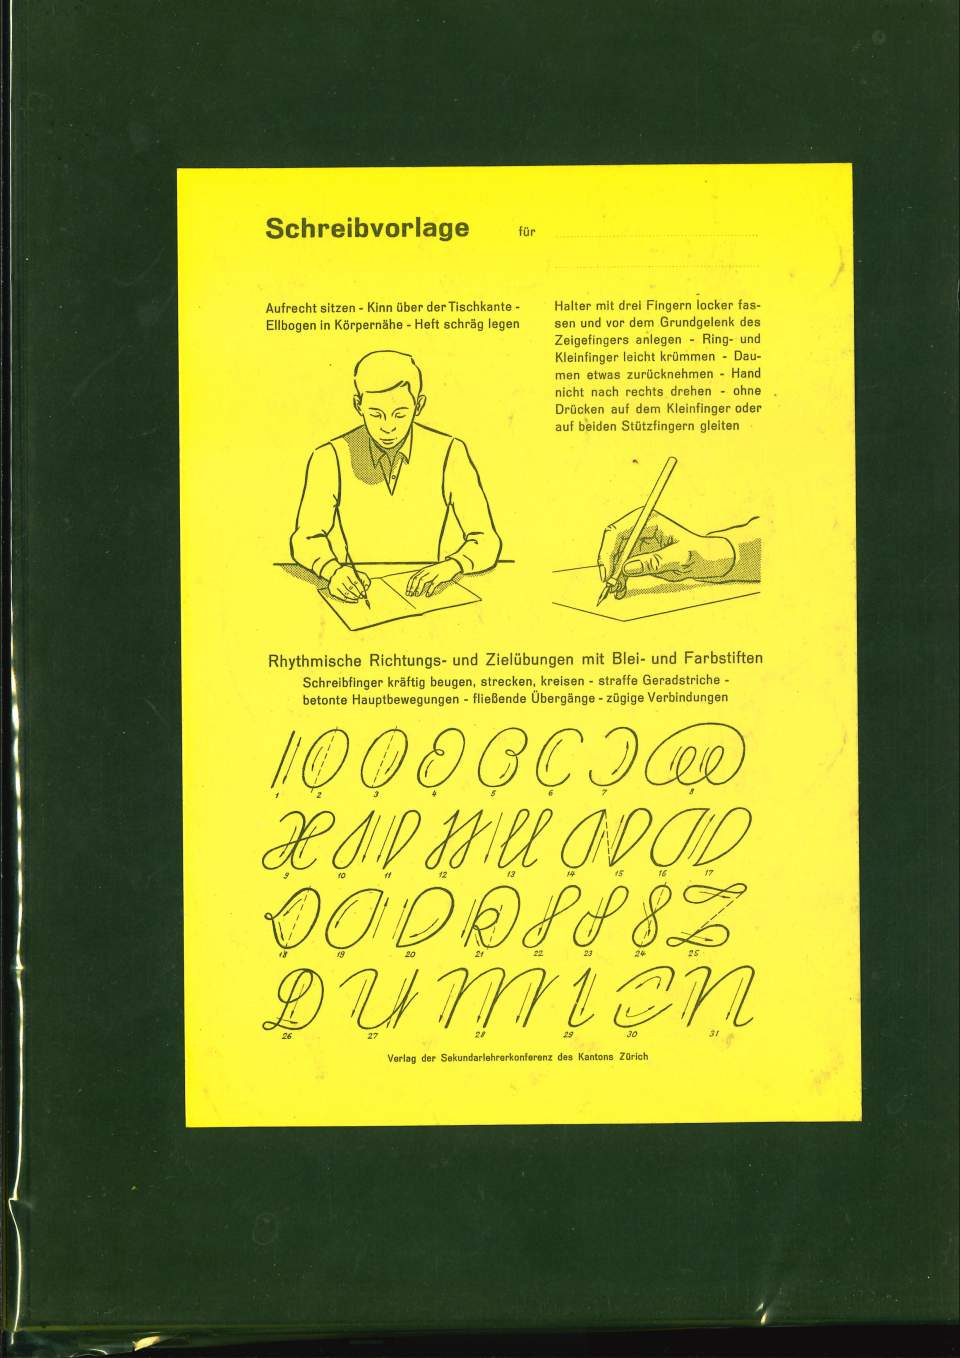 Schreibvorlage für
Aufrecht sitzen - Kinn über der Tischkante -
Ellbogen in Körpernähe - Heft schräg legen
Halter mit drei Fingern locker fas-
sen und vor dem Grundgelenk des
Zeigefingers anlegen - Ring- und
Kleinfinger leicht krümmen - Dau-
men etwas zurücknehmen - Hand
nicht nach rechts drehen - ohne
Drücken auf dem Kleinfinger oder
auf beiden Stützfingern gleiten
Rhythmische Richtungs- und Zielübungen mit Blei- und Farbstiften
Schreibfinger kräftig beugen, strecken, kreisen - straffe Geradstriche -
betonte Hauptbewegungen - fließende Übergänge - zügige Verbindungen
1 2 3 4 5 6 7 8
9 10 11 12 13 14 15 16 17
18 19 20 21 22 23 24 25
26 27 28 29 30 31
Verlag der Sekundarlehrerkonferenz des Kantons Zürich